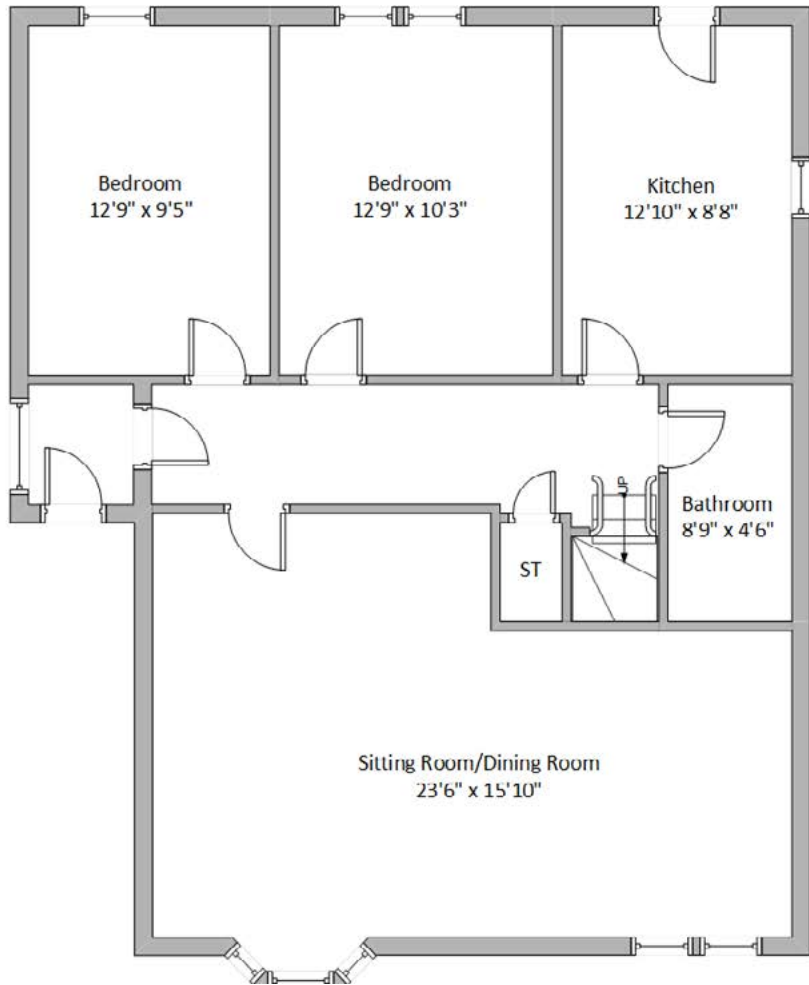 Bedroom
12'9" x 9'5"
Bedroom
12'9" x 10'3"
Kitchen
12'10" x 8'8"
UP
Bathroom
8'9" x 4'6"
ST
Sitting Room/Dining Room
23'6" x 15'10"